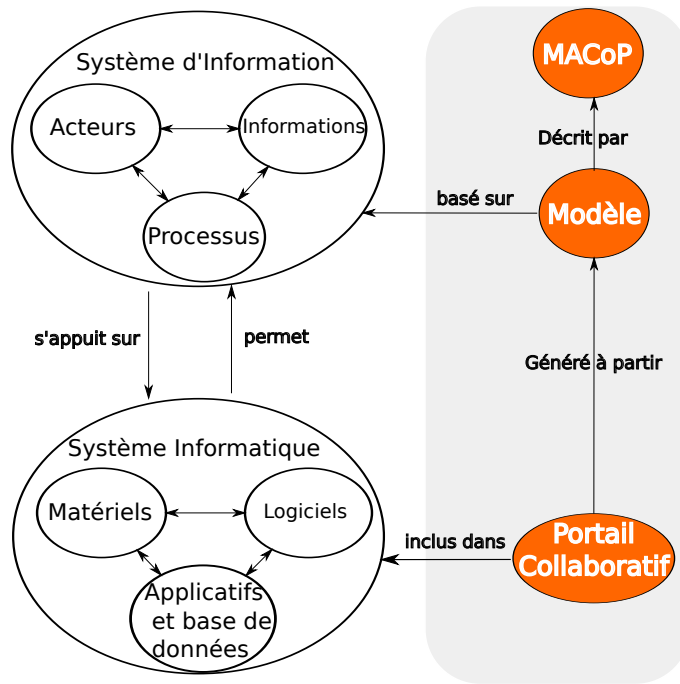 Système d'Information
Acteurs
Informations
Processus
MACoP
Décrit par
basé sur
Modèle
s'appuit sur
permet
Généré à partir
Système Informatique
Matériels
Logiciels
Applicatifs
et base de
données
inclus dans
Portail
Collaboratif